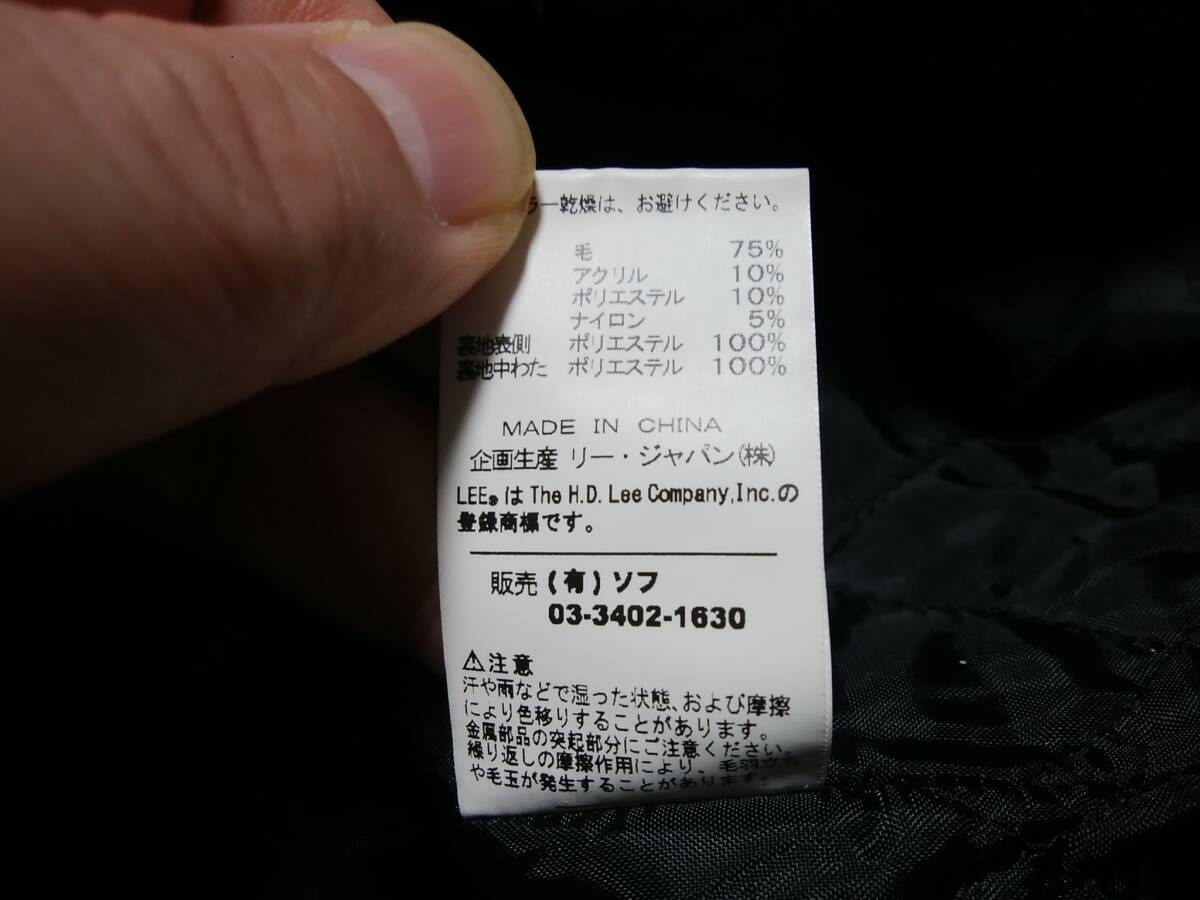 ラー乾燥は、お避けください。
毛 75%
アクリル 10%
ポリエステル 10%
ナイロン 5%
裏地表側 ポリエステル 100%
裏地中わた ポリエステル 100%
MADE IN CHINA
企画生産 リー・ジャパン(株)
LEE®は The H.D. Lee Company,Inc.の
登録商標です。
販売 (有)ソフ
03-3402-1630
⚠注意
汗や雨などで湿った状態、および摩擦
により色移りすることがあります。
金属部品の突起部分にご注意ください。
繰り返しの摩擦作用により、毛羽立ち
や毛玉が発生することがあります。